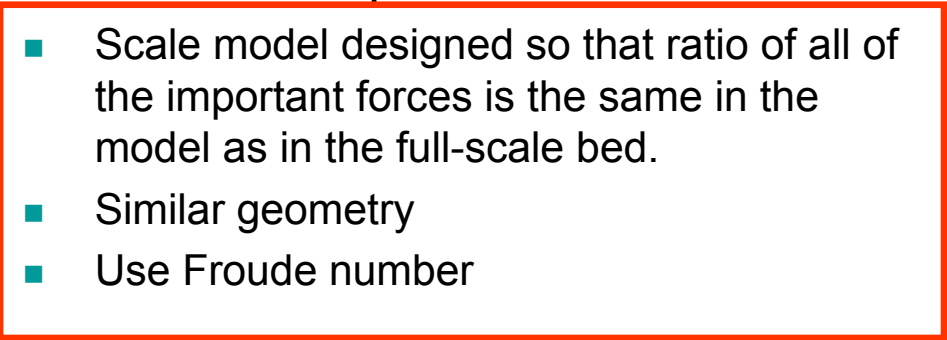 Scale model designed so that ratio of all of
the important forces is the same in the
model as in the full-scale bed.
Similar geometry
Use Froude number